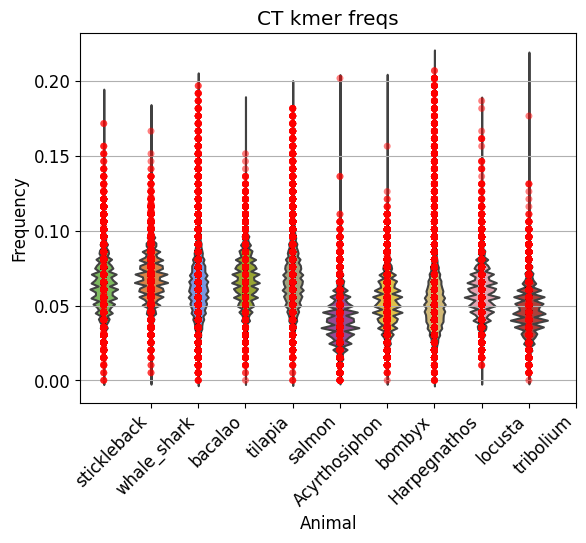 CT kmer freqs
Frequency
0.20
0.15
0.10
0.05
0.00
stickleback
whale_shark
bacalao
tilapia
salmon
Acyrthosiphon
bombyx
Harpegnathos
locusta
tribolium
Animal